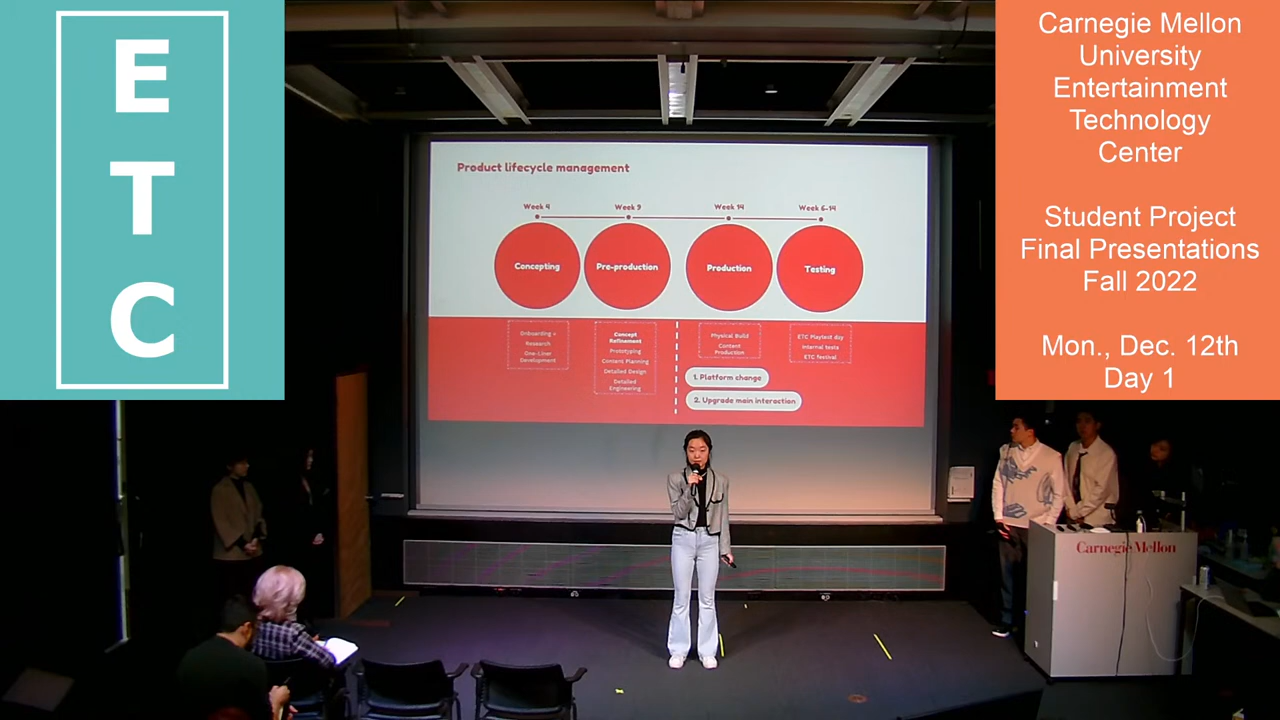 E
T
C
Carnegie Mellon
University
Entertainment
Technology
Center
Student Project
Final Presentations
Fall 2022
Mon., Dec. 12th
Day 1
Product lifecycle management
Week 4
Week 9
Week 14
Week 6-14
Concepting
Pre-production
Production
Testing
Onboarding +
Research
One-Liner
Development
Concept
Refinement
Prototyping
Content Planning
Detailed Design
Detailed
Engineering
Physical Build
Content
Production
ETC Playtest day
Internal tests
ETC festival
1. Platform change
2. Upgrade main interaction
Carnegie Mellon